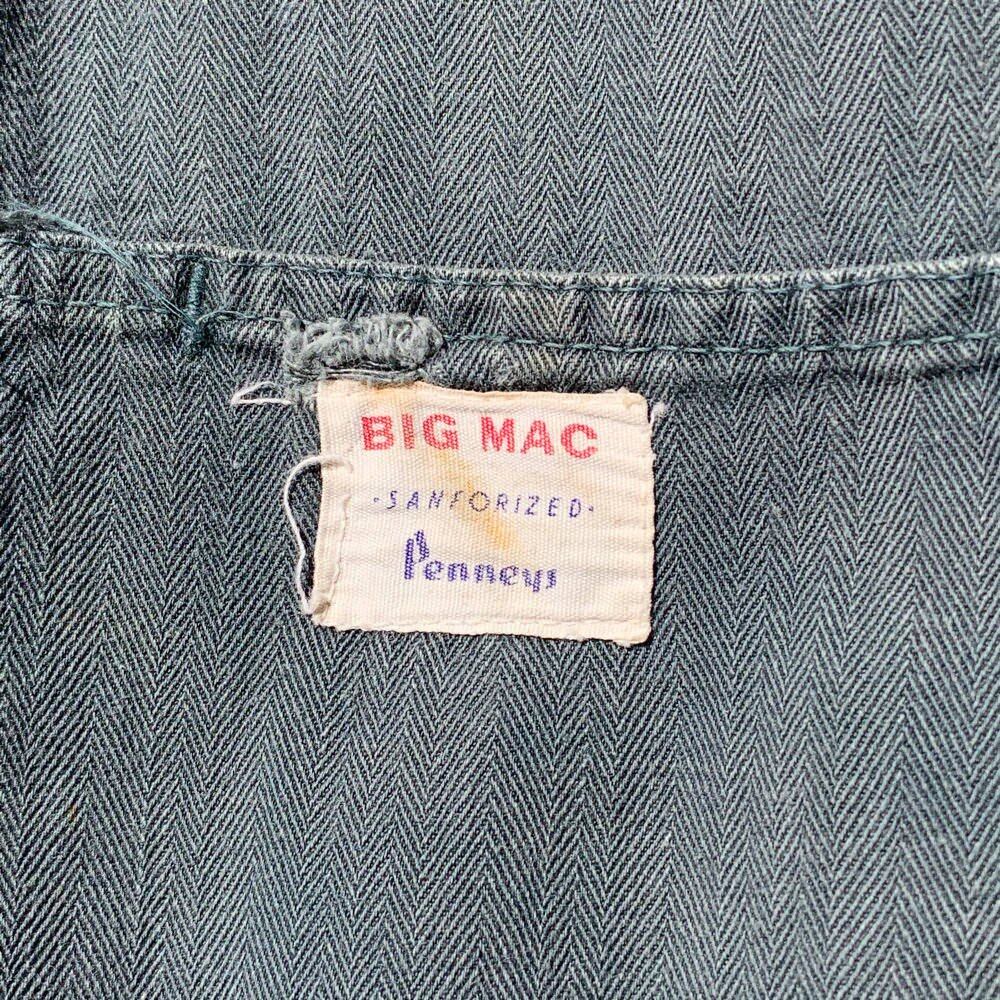 BIG MAC
·SANFORIZED·
Penneys